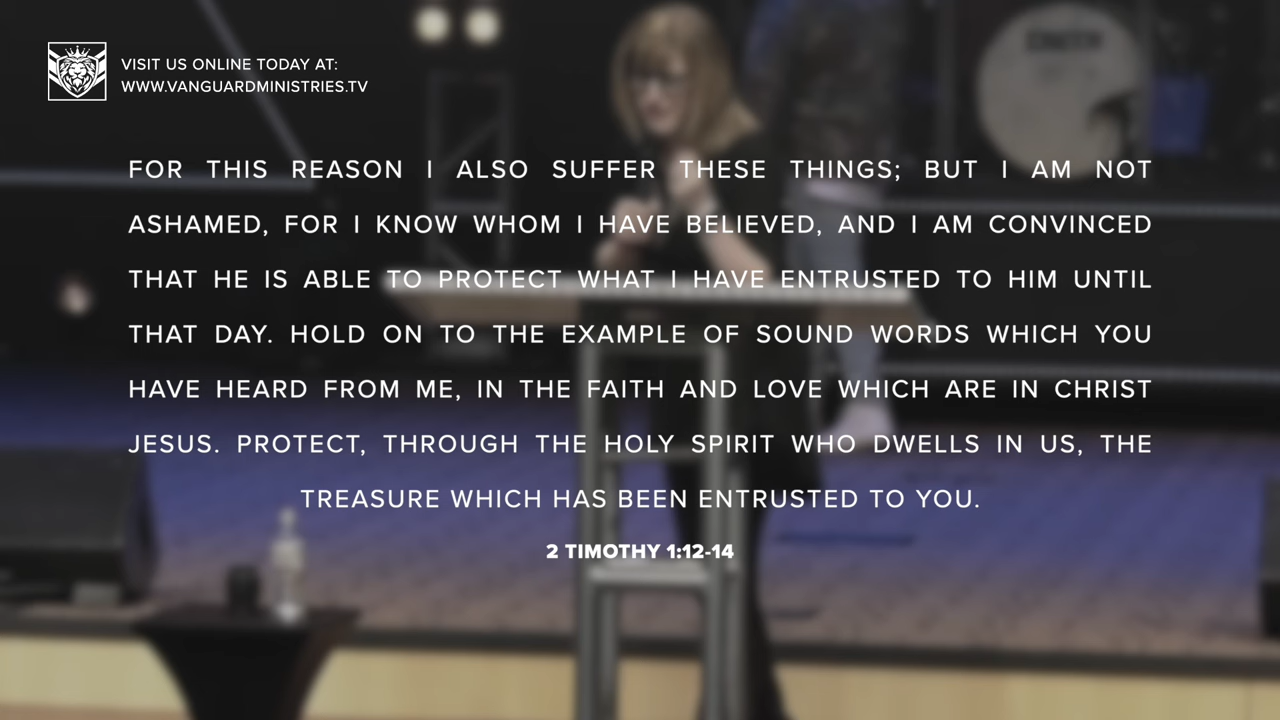 VISIT US ONLINE TODAY AT:
WWW.VANGUARDMINISTRIES.TV
FOR THIS REASON I ALSO SUFFER THESE THINGS; BUT I AM NOT
ASHAMED, FOR I KNOW WHOM I HAVE BELIEVED, AND I AM CONVINCED
THAT HE IS ABLE TO PROTECT WHAT I HAVE ENTRUSTED TO HIM UNTIL
THAT DAY. HOLD ON TO THE EXAMPLE OF SOUND WORDS WHICH YOU
HAVE HEARD FROM ME, IN THE FAITH AND LOVE WHICH ARE IN CHRIST
JESUS. PROTECT, THROUGH THE HOLY SPIRIT WHO DWELLS IN US, THE
TREASURE WHICH HAS BEEN ENTRUSTED TO YOU.
2 TIMOTHY 1:12-14